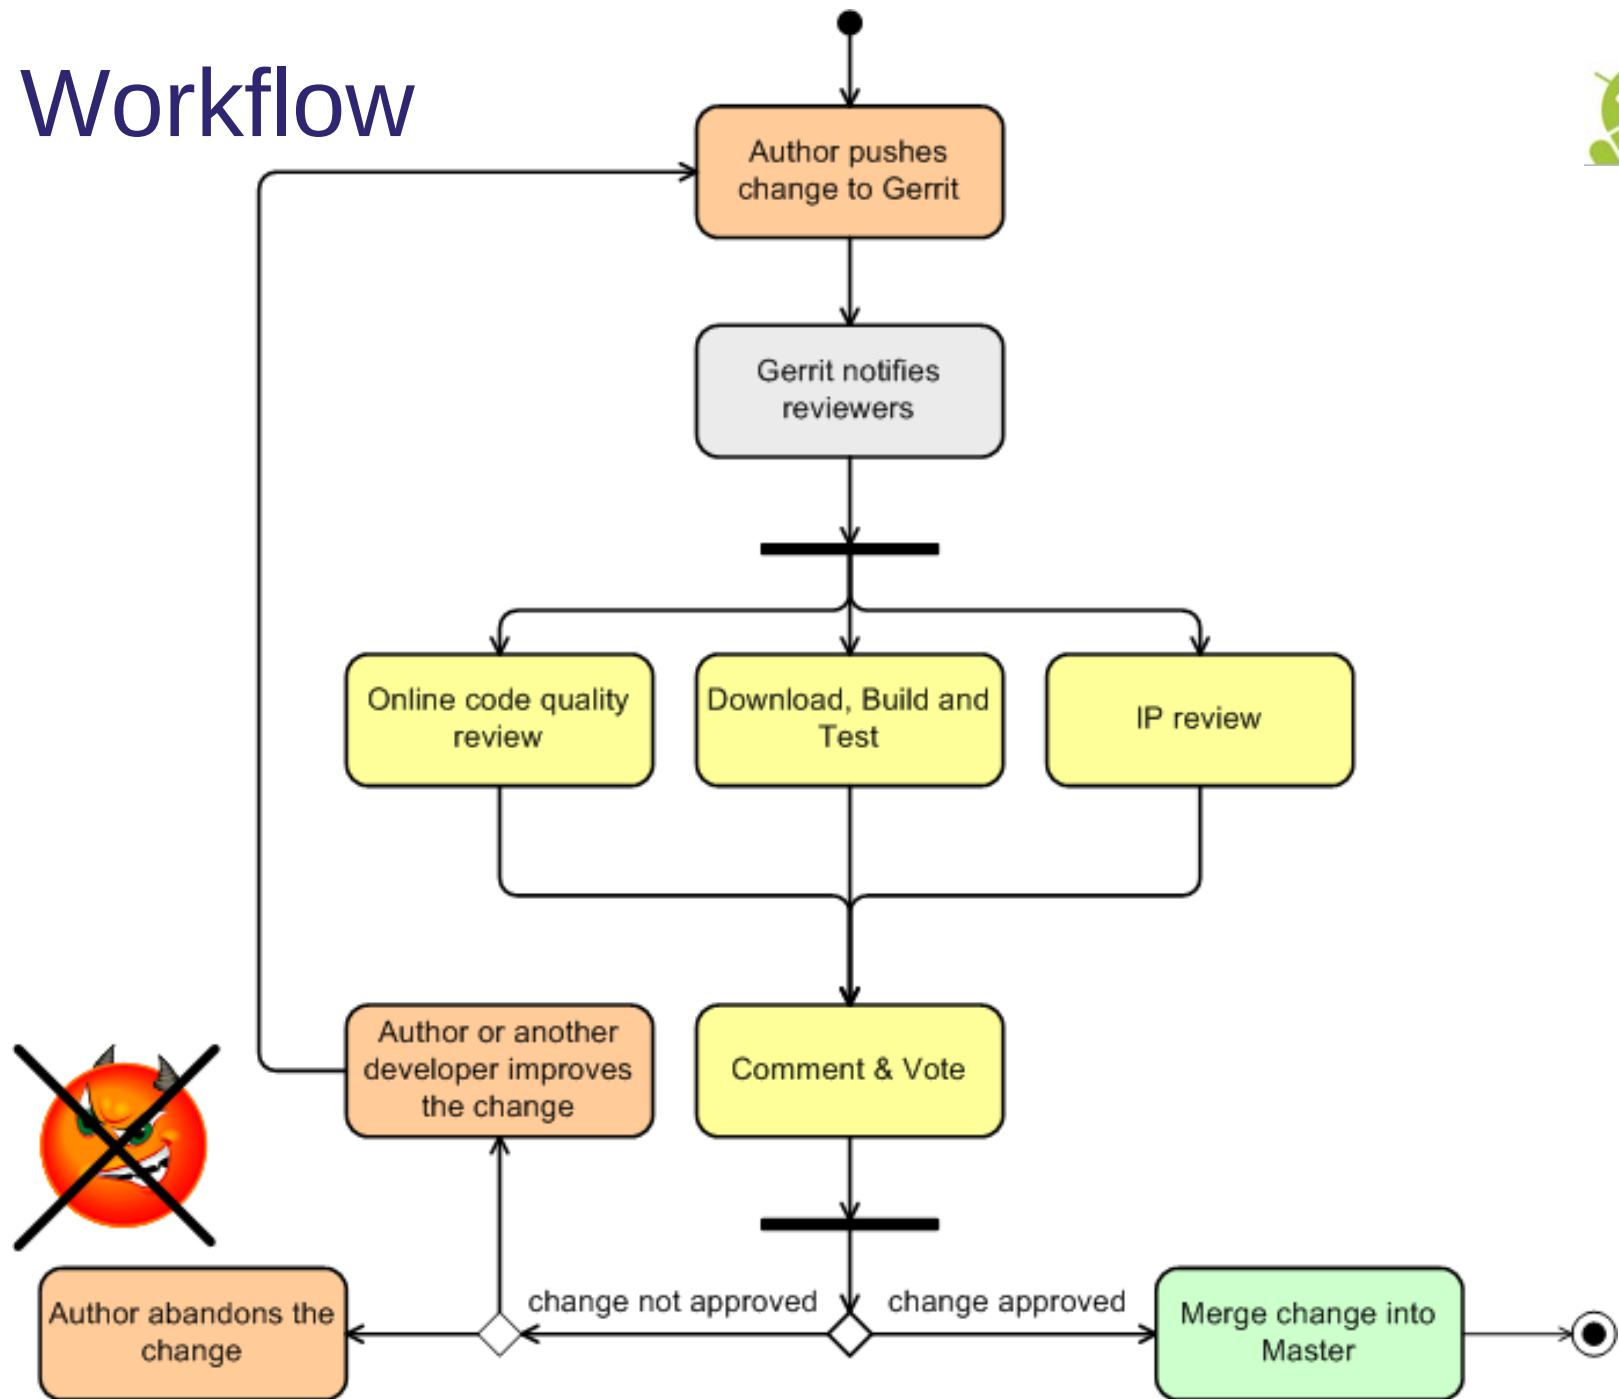 Workflow
Author pushes
change to Gerrit
Gerrit notifies
reviewers
Online code quality
review
Download, Build and
Test
IP review
Author or another
developer improves
the change
Comment & Vote
change not approved
change approved
Author abandons the
change
Merge change into
Master